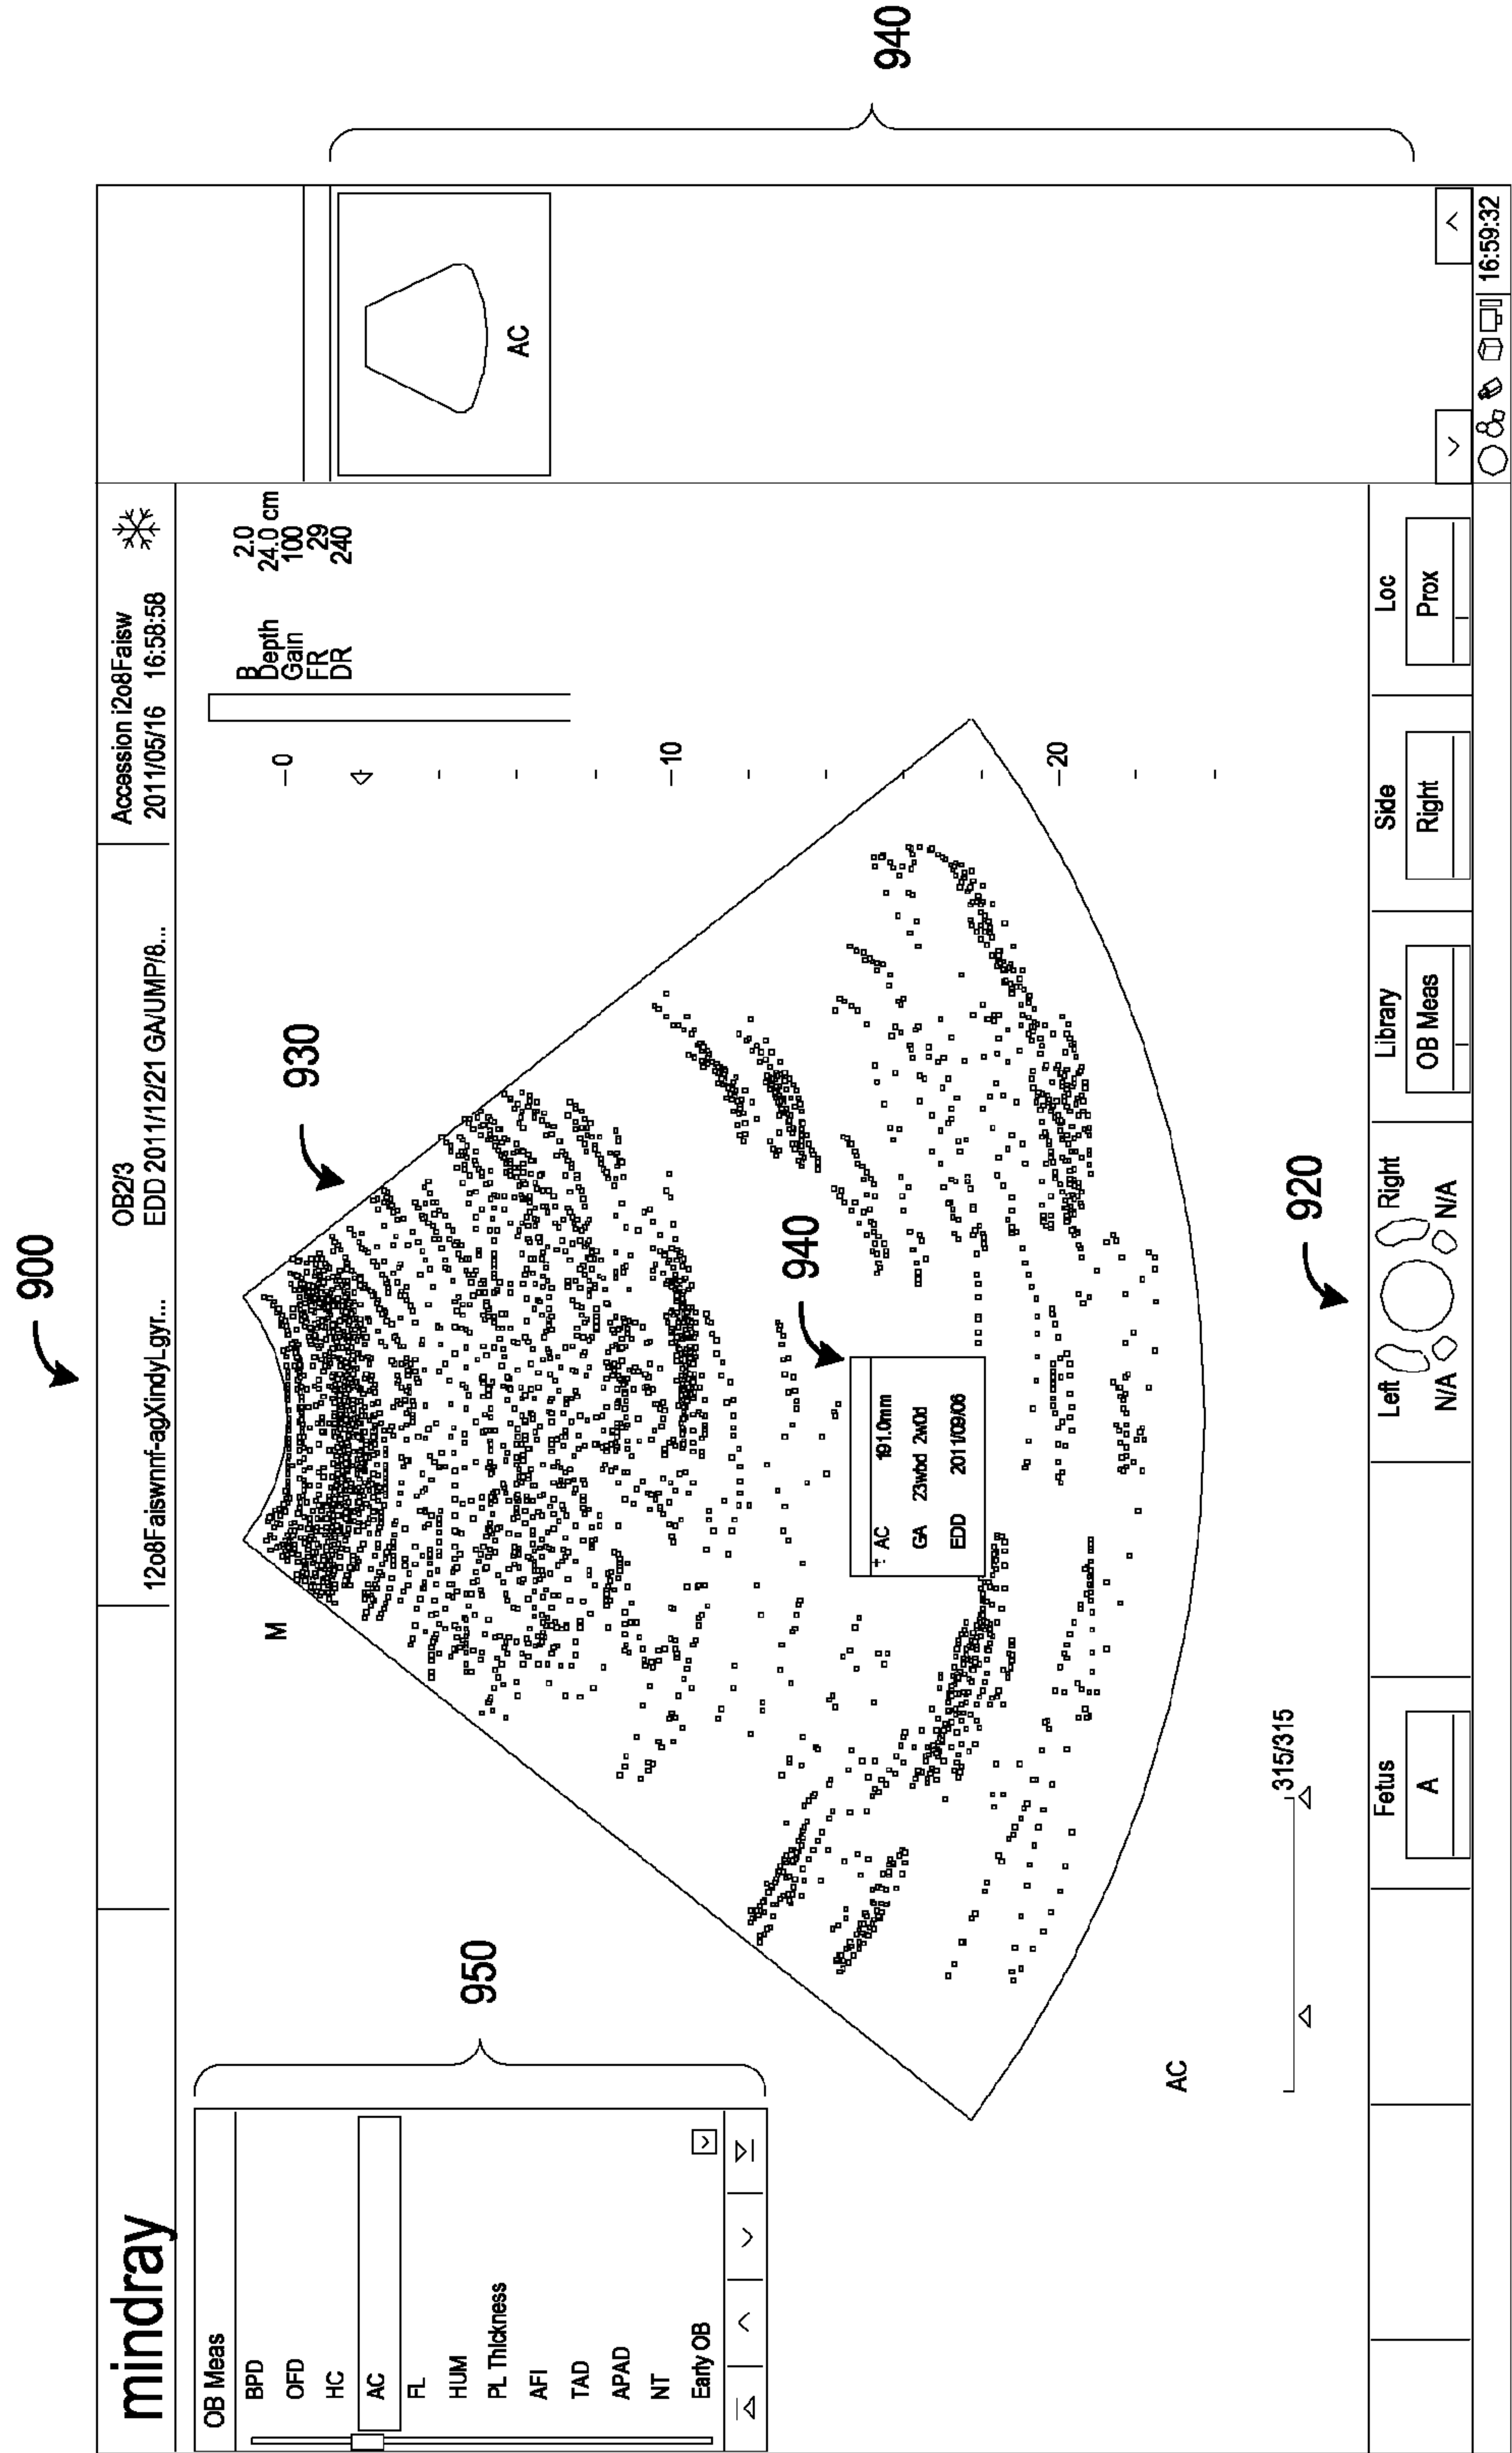 900
mindray
12o8Faiswnnf-agXindyLgyr...
OB2/3
EDD 2011/12/21 GA/UMP/8...
Accession i2o8Faisw
2011/05/16 16:58:58
OB Meas
BPD
OFD
HC
AC
FL
HUM
PL Thickness
AFI
TAD
APAD
NT
Early OB
950
M
930
B 2.0
Depth 24.0 cm
Gain 100
FR 29
DR 240
0
10
20
940
+ AC 191.0mm
GA 23wbd 2w0d
EDD 2011/09/06
AC
315/315
920
AC
940
Fetus
A
Left Right
N/A N/A
Library
OB Meas
Side
Right
Loc
Prox
16:59:32